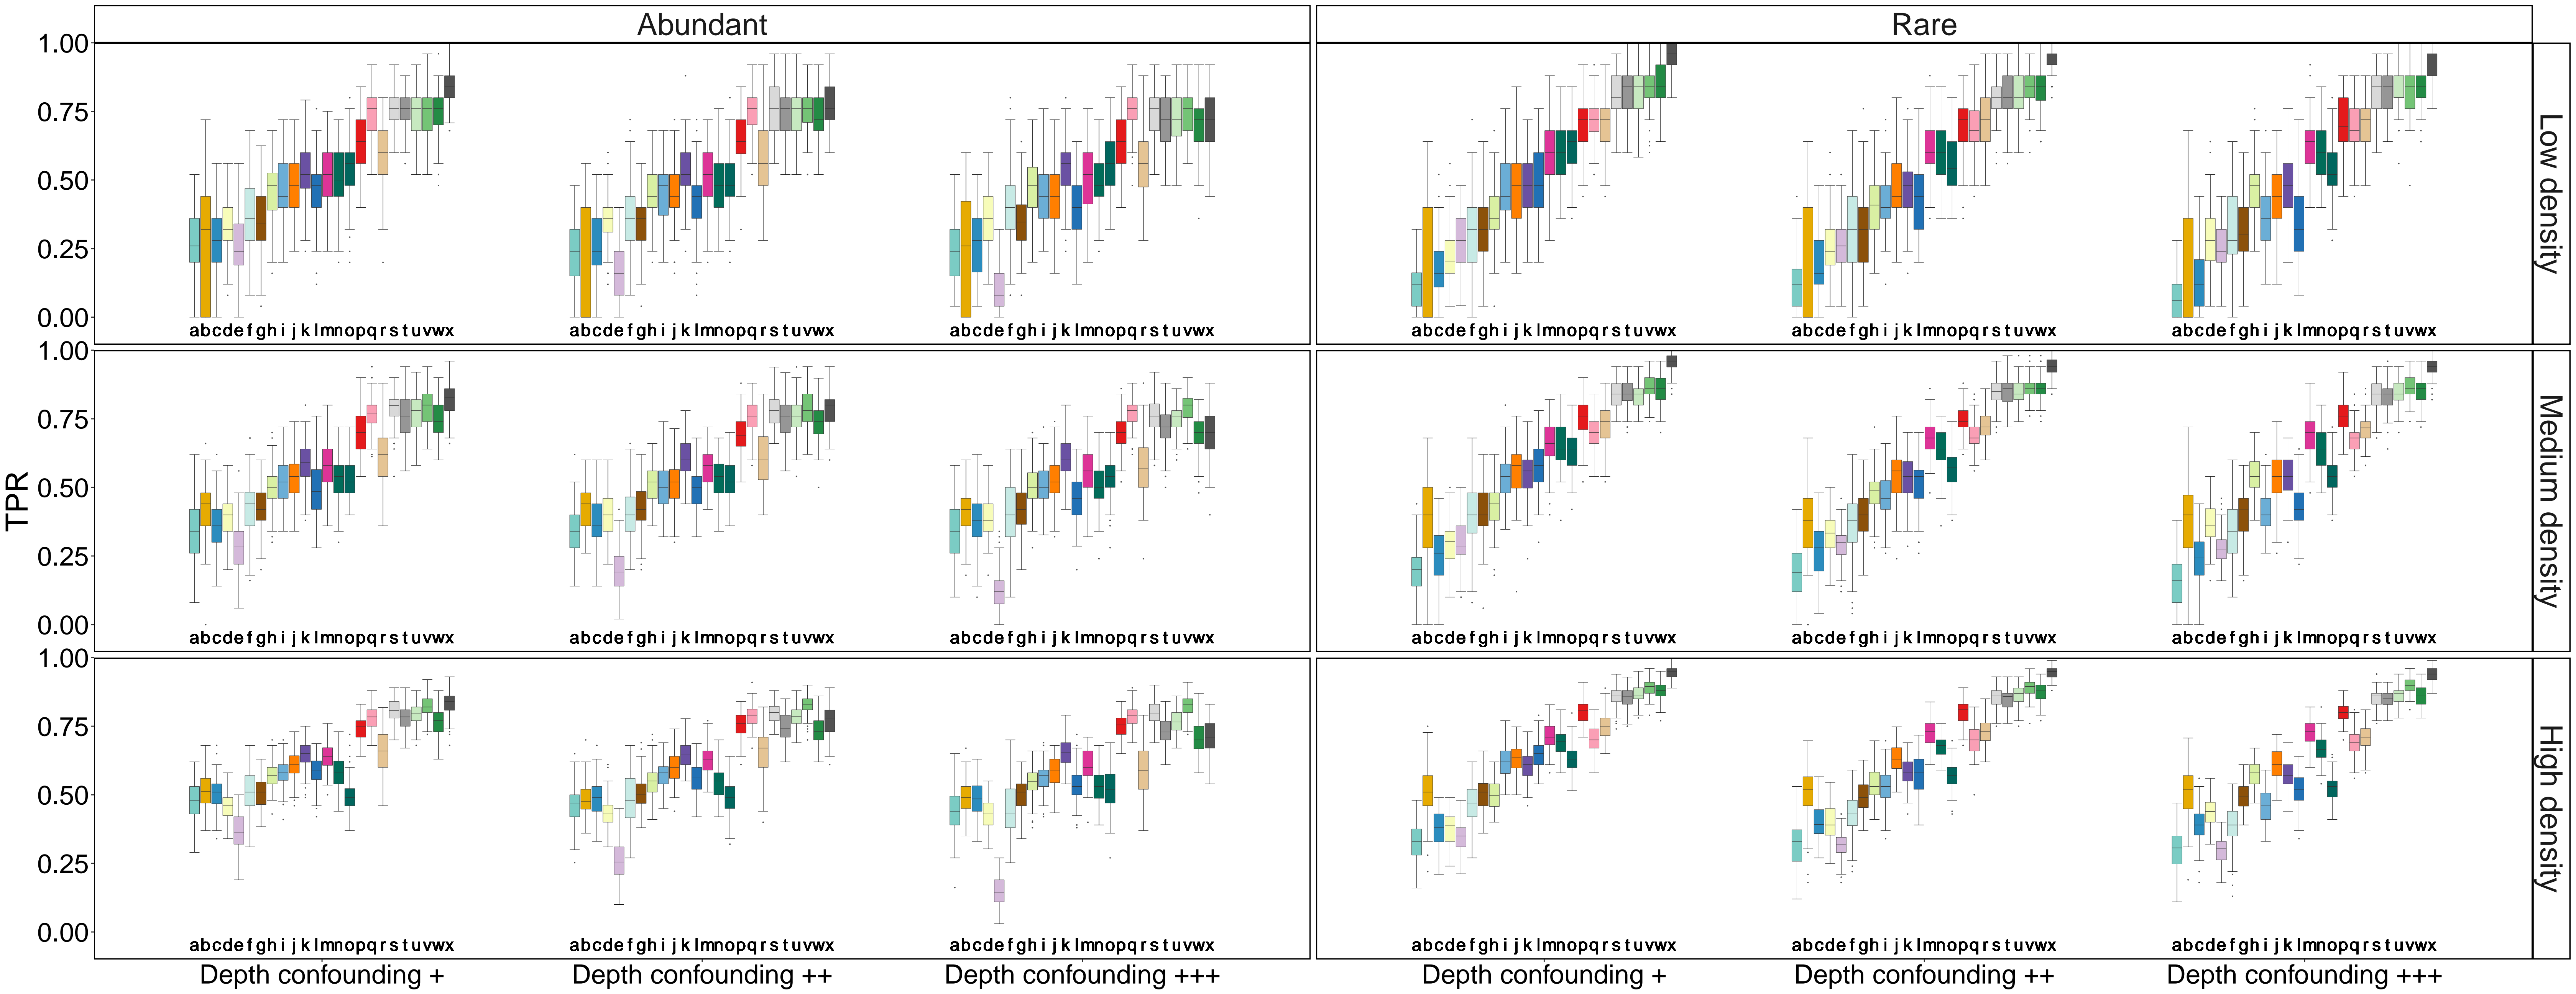 Abundant
Rare
1.00
0.75
0.50
0.25
0.00
abcdefghijklmnopqrstuvwx
abcdefghijklmnopqrstuvwx
abcdefghijklmnopqrstuvwx
abcdefghijklmnopqrstuvwx
abcdefghijklmnopqrstuvwx
abcdefghijklmnopqrstuvwx
Low density
1.00
0.75
0.50
0.25
0.00
abcdefghijklmnopqrstuvwx
abcdefghijklmnopqrstuvwx
abcdefghijklmnopqrstuvwx
abcdefghijklmnopqrstuvwx
abcdefghijklmnopqrstuvwx
abcdefghijklmnopqrstuvwx
Medium density
TPR
1.00
0.75
0.50
0.25
0.00
abcdefghijklmnopqrstuvwx
abcdefghijklmnopqrstuvwx
abcdefghijklmnopqrstuvwx
abcdefghijklmnopqrstuvwx
abcdefghijklmnopqrstuvwx
abcdefghijklmnopqrstuvwx
High density
Depth confounding +
Depth confounding ++
Depth confounding +++
Depth confounding +
Depth confounding ++
Depth confounding +++